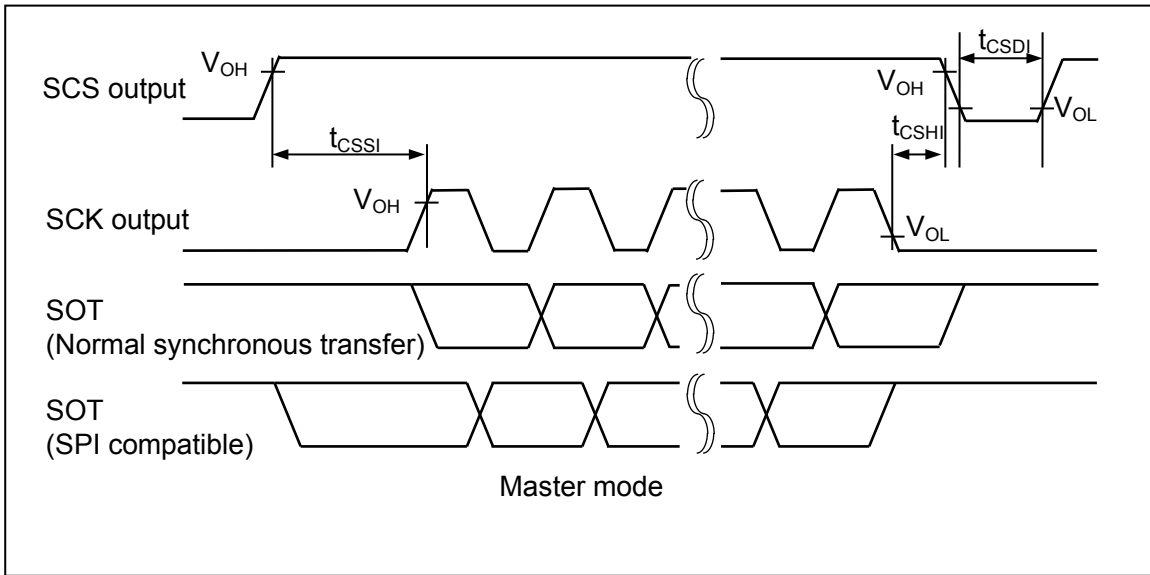 tCSDI
VOH
SCS output
VOH
VOL
tCSHI
tCSSI
VOH
SCK output
VOL
SOT
(Normal synchronous transfer)
SOT
(SPI compatible)
Master mode